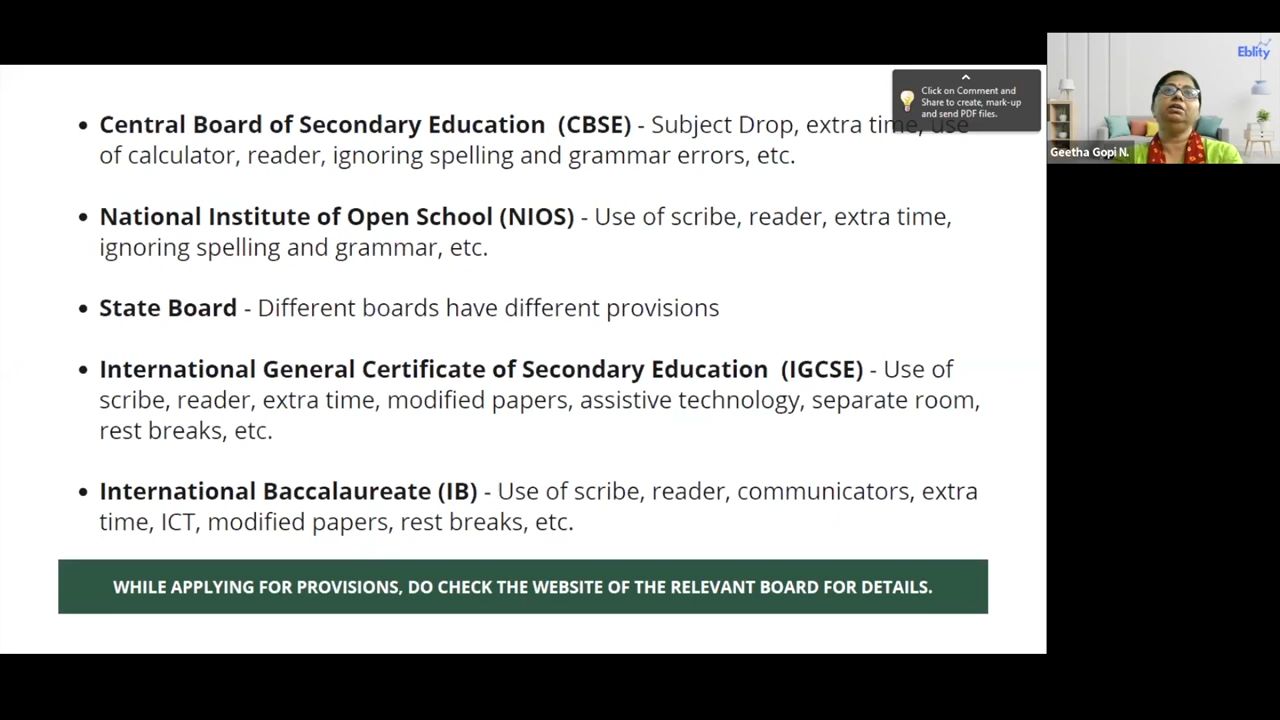 • Central Board of Secondary Education (CBSE) - Subject Drop, extra time, use
of calculator, reader, ignoring spelling and grammar errors, etc.
• National Institute of Open School (NIOS) - Use of scribe, reader, extra time,
ignoring spelling and grammar, etc.
• State Board - Different boards have different provisions
• International General Certificate of Secondary Education (IGCSE) - Use of
scribe, reader, extra time, modified papers, assistive technology, separate room,
rest breaks, etc.
• International Baccalaureate (IB) - Use of scribe, reader, communicators, extra
time, ICT, modified papers, rest breaks, etc.
WHILE APPLYING FOR PROVISIONS, DO CHECK THE WEBSITE OF THE RELEVANT BOARD FOR DETAILS.
Click on Comment and
Share to create, mark-up
and send PDF files.
Eblity
Geetha Gopi N.